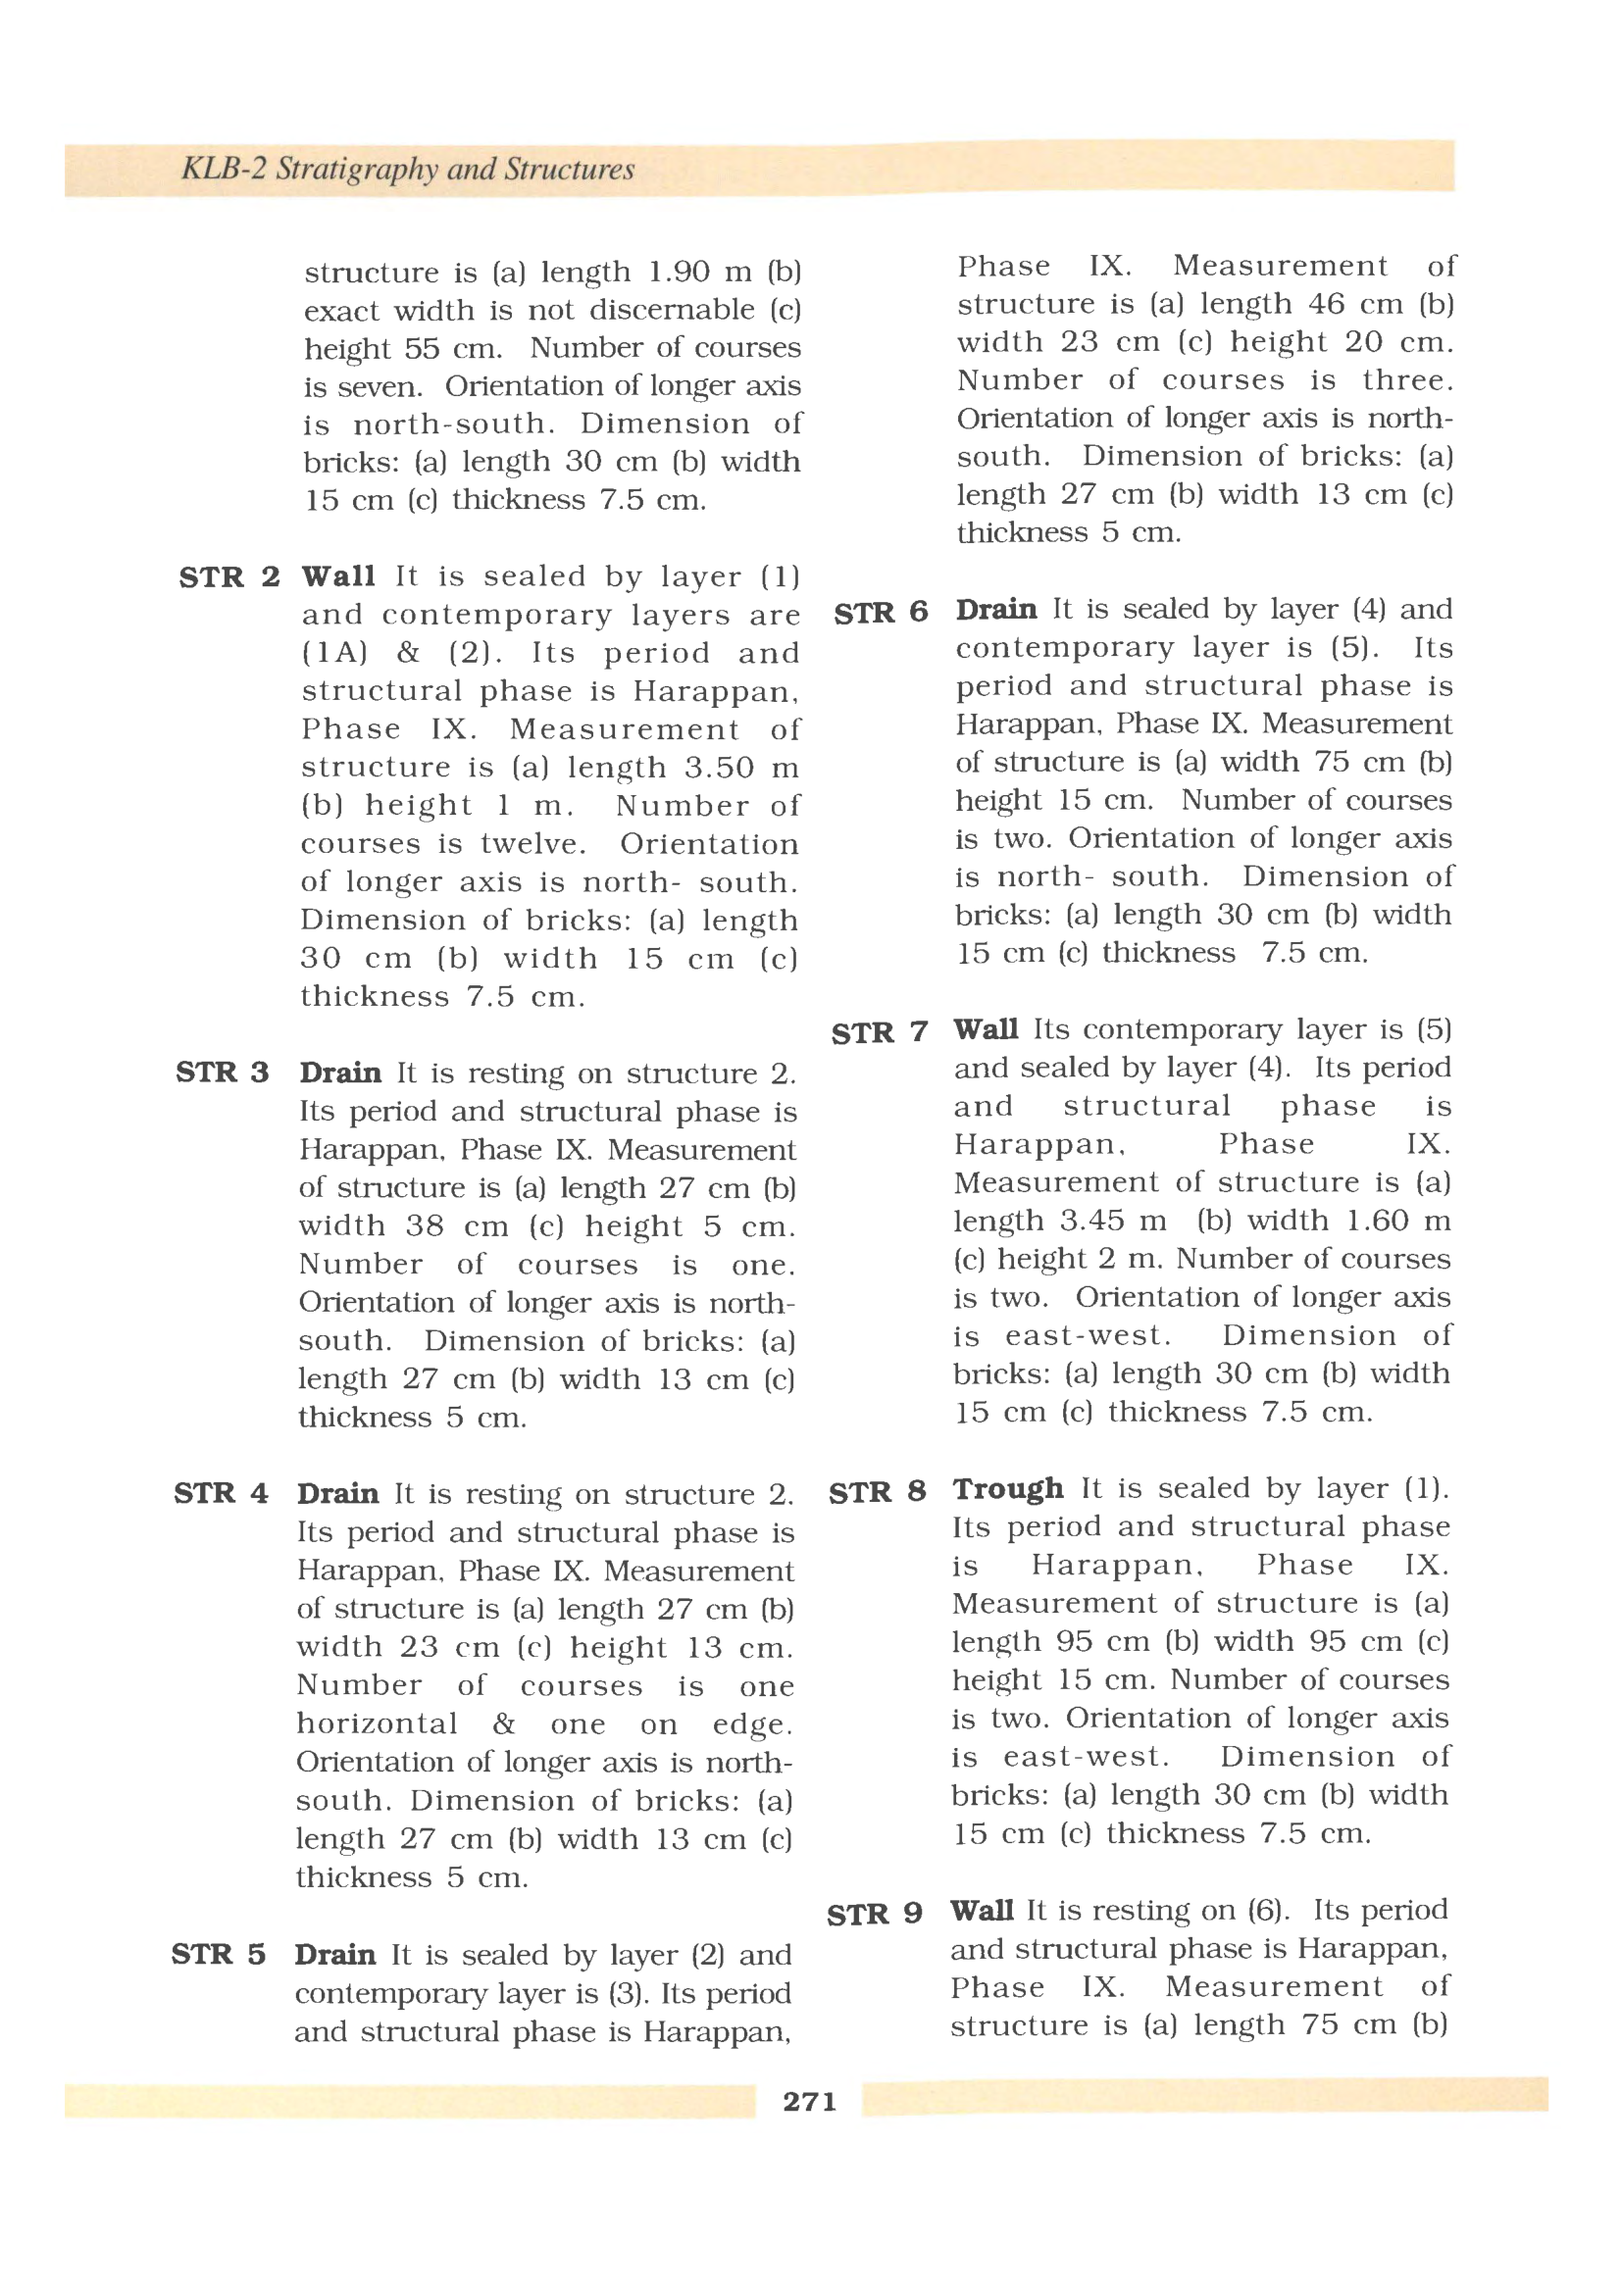 KLB-2 Stratigraphy and Structures
structure is (a) length 1.90 m (b)
exact width is not discernable (c)
height 55 cm. Number of courses
is seven. Orientation of longer axis
is north-south. Dimension of
bricks: (a) length 30 cm (b) width
15 cm (c) thickness 7.5 cm.
STR 2 Wall It is sealed by layer (1)
and contemporary layers are
(1A) & (2). Its period and
structural phase is Harappan,
Phase IX. Measurement of
structure is (a) length 3.50 m
(b) height 1 m. Number of
courses is twelve. Orientation
of longer axis is north- south.
Dimension of bricks: (a) length
30 cm (b) width 15 cm (c)
thickness 7.5 cm.
STR 3 Drain It is resting on structure 2.
Its period and structural phase is
Harappan, Phase IX. Measurement
of structure is (a) length 27 cm (b)
width 38 cm (c) height 5 cm.
Number of courses is one.
Orientation of longer axis is north-
south. Dimension of bricks: (a)
length 27 cm (b) width 13 cm (c)
thickness 5 cm.
STR 4 Drain It is resting on structure 2.
Its period and structural phase is
Harappan, Phase IX. Measurement
of structure is (a) length 27 cm (b)
width 23 cm (c) height 13 cm.
Number of courses is one
horizontal & one on edge.
Orientation of longer axis is north-
south. Dimension of bricks: (a)
length 27 cm (b) width 13 cm (c)
thickness 5 cm.
STR 5 Drain It is sealed by layer (2) and
contemporary layer is (3). Its period
and structural phase is Harappan,
Phase IX. Measurement of
structure is (a) length 46 cm (b)
width 23 cm (c) height 20 cm.
Number of courses is three.
Orientation of longer axis is north-
south. Dimension of bricks: (a)
length 27 cm (b) width 13 cm (c)
thickness 5 cm.
STR 6 Drain It is sealed by layer (4) and
contemporary layer is (5). Its
period and structural phase is
Harappan, Phase IX. Measurement
of structure is (a) width 75 cm (b)
height 15 cm. Number of courses
is two. Orientation of longer axis
is north- south. Dimension of
bricks: (a) length 30 cm (b) width
15 cm (c) thickness 7.5 cm.
STR 7 Wall Its contemporary layer is (5)
and sealed by layer (4). Its period
and structural phase is
Harappan, Phase IX.
Measurement of structure is (a)
length 3.45 m (b) width 1.60 m
(c) height 2 m. Number of courses
is two. Orientation of longer axis
is east-west. Dimension of
bricks: (a) length 30 cm (b) width
15 cm (c) thickness 7.5 cm.
STR 8 Trough It is sealed by layer (1).
Its period and structural phase
is Harappan, Phase IX.
Measurement of structure is (a)
length 95 cm (b) width 95 cm (c)
height 15 cm. Number of courses
is two. Orientation of longer axis
is east-west. Dimension of
bricks: (a) length 30 cm (b) width
15 cm (c) thickness 7.5 cm.
STR 9 Wall It is resting on (6). Its period
and structural phase is Harappan,
Phase IX. Measurement of
structure is (a) length 75 cm (b)
271